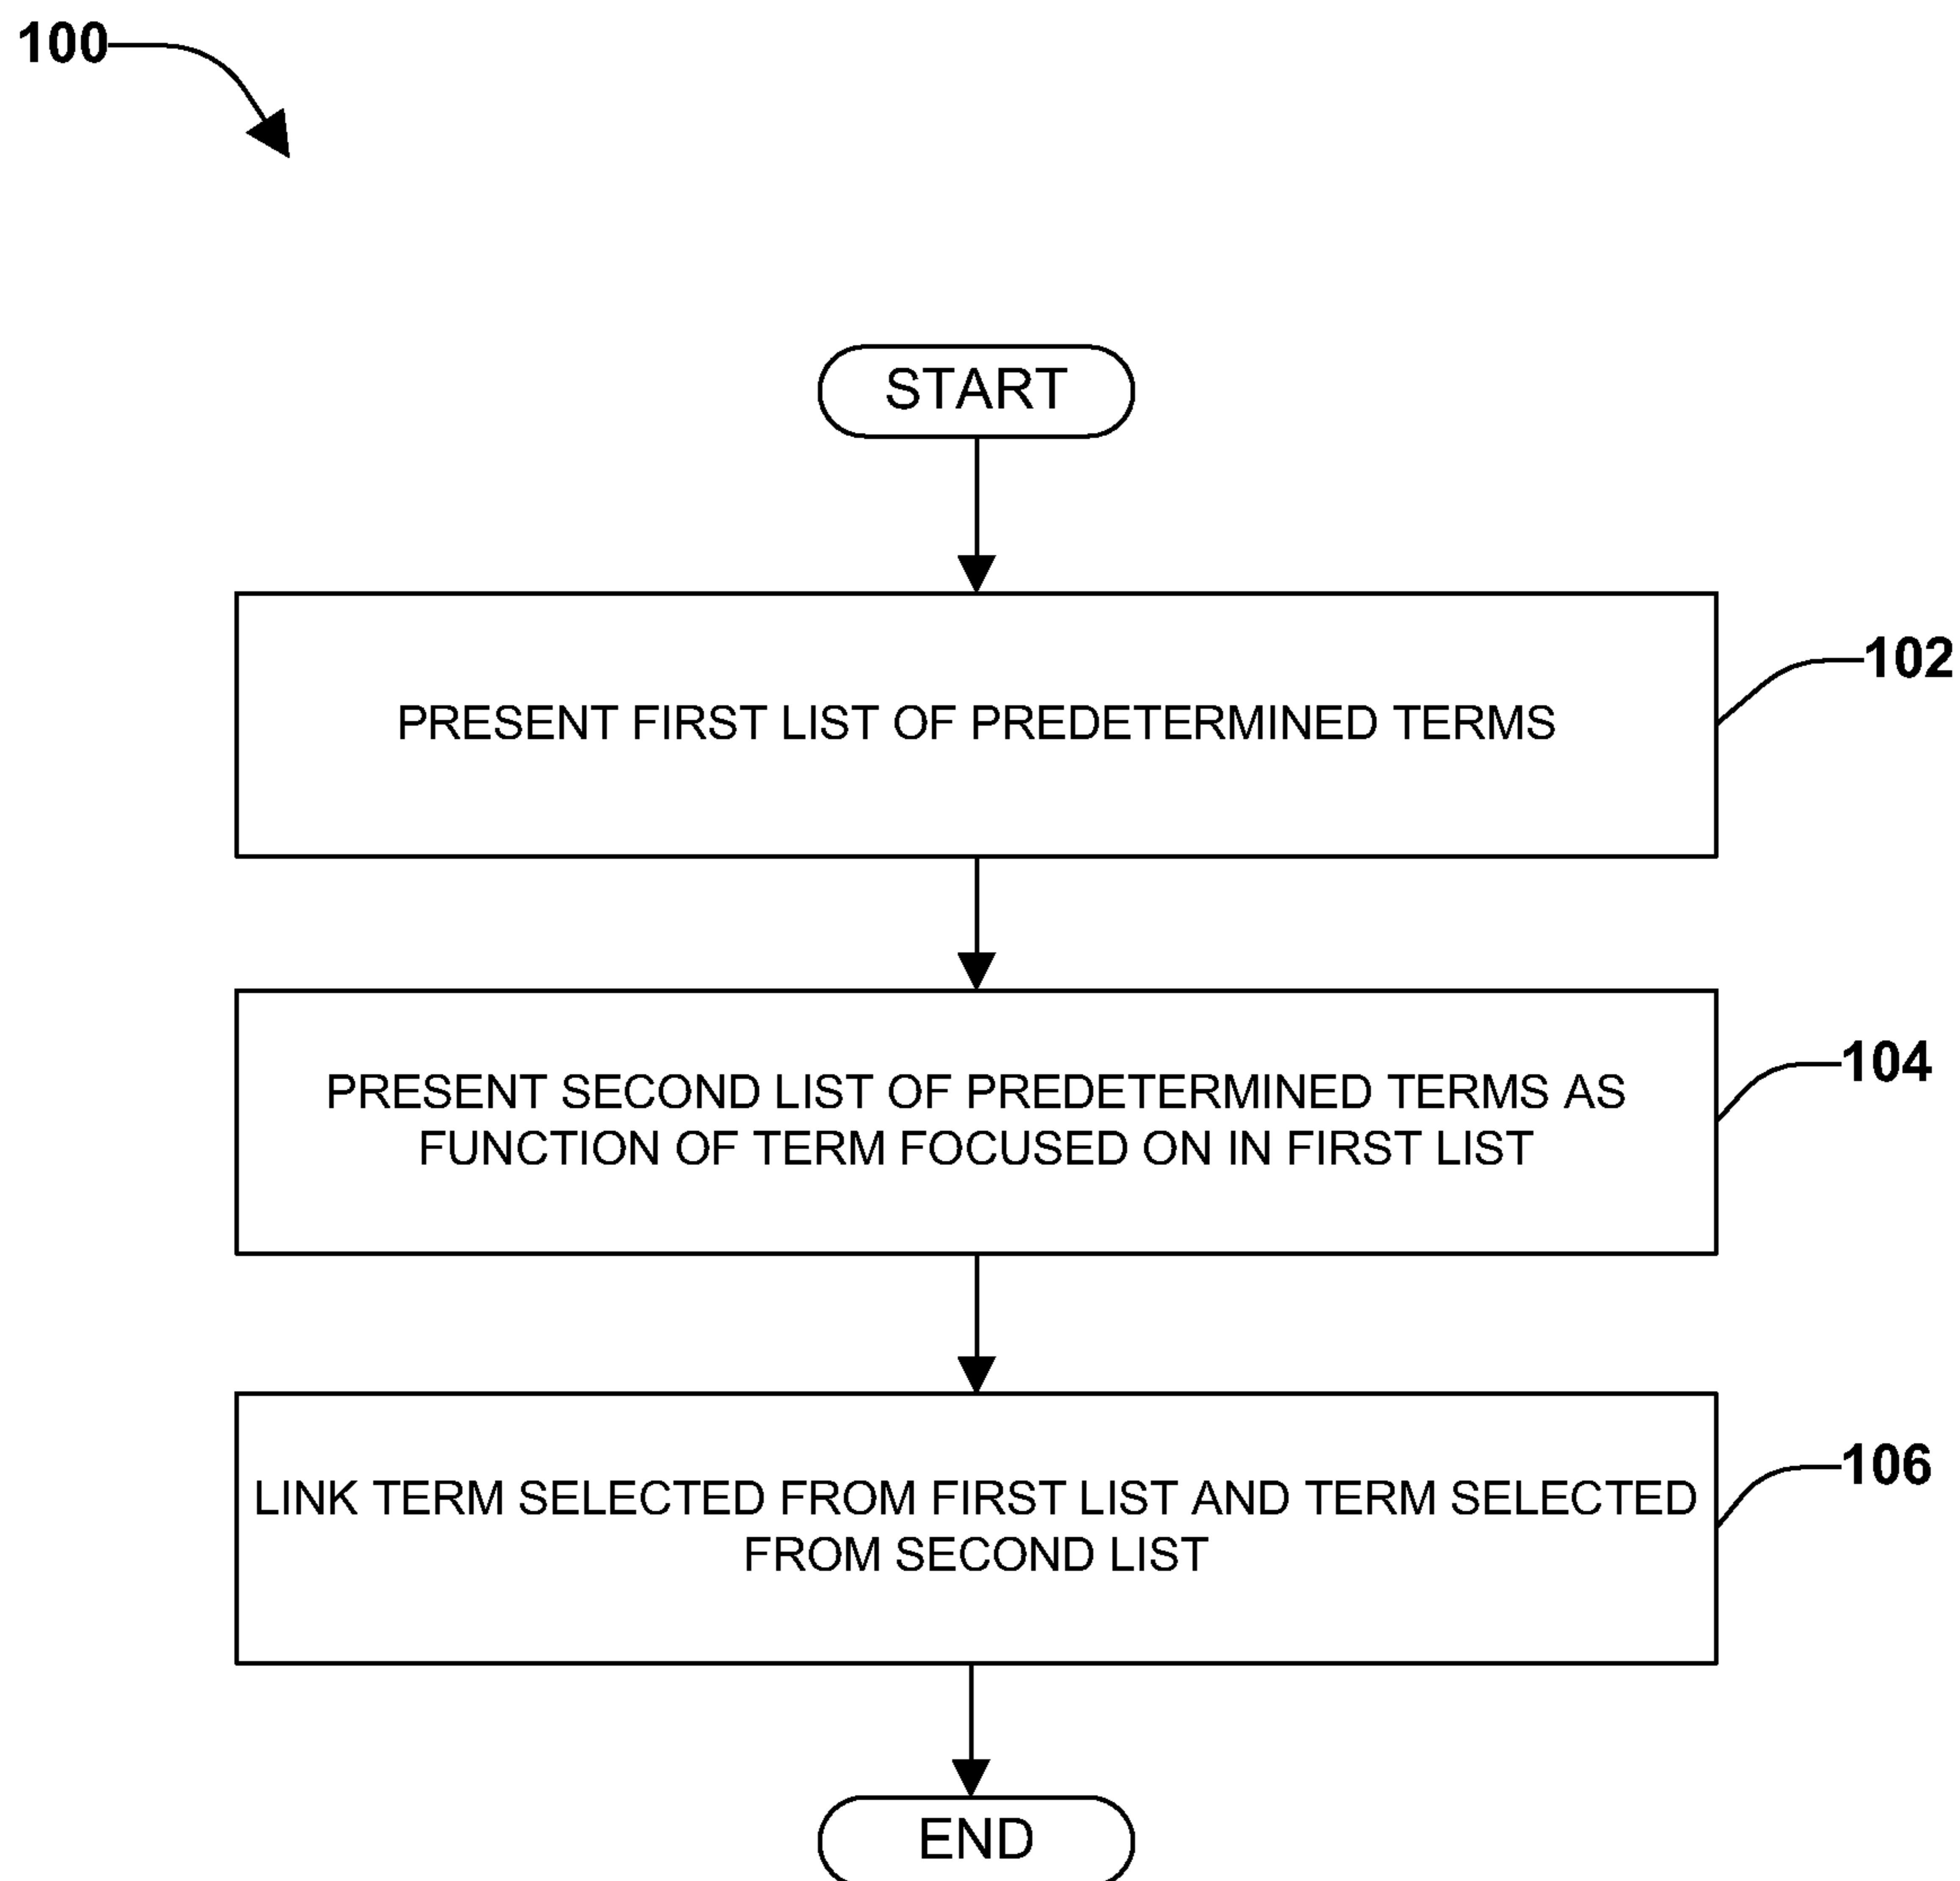 100
START
PRESENT FIRST LIST OF PREDETERMINED TERMS
102
PRESENT SECOND LIST OF PREDETERMINED TERMS AS
FUNCTION OF TERM FOCUSED ON IN FIRST LIST
104
LINK TERM SELECTED FROM FIRST LIST AND TERM SELECTED
FROM SECOND LIST
106
END